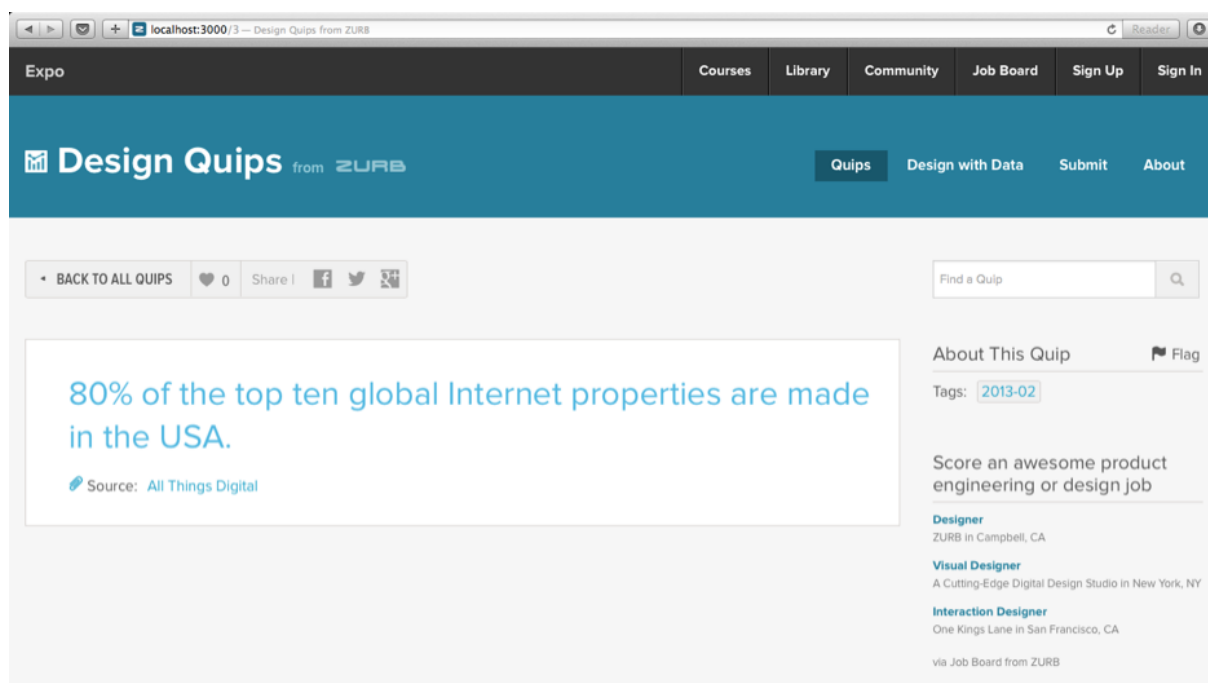 localhost:3000/3 — Design Quips from ZURB
Reader
Expo
Courses
Library
Community
Job Board
Sign Up
Sign In
Design Quips from ZURB
Quips
Design with Data
Submit
About
BACK TO ALL QUIPS
0
Share |
Find a Quip
80% of the top ten global Internet properties are made
in the USA.
Source: All Things Digital
About This Quip
Flag
Tags: 2013-02
Score an awesome product
engineering or design job
Designer
ZURB in Campbell, CA
Visual Designer
A Cutting-Edge Digital Design Studio in New York, NY
Interaction Designer
One Kings Lane in San Francisco, CA
via Job Board from ZURB